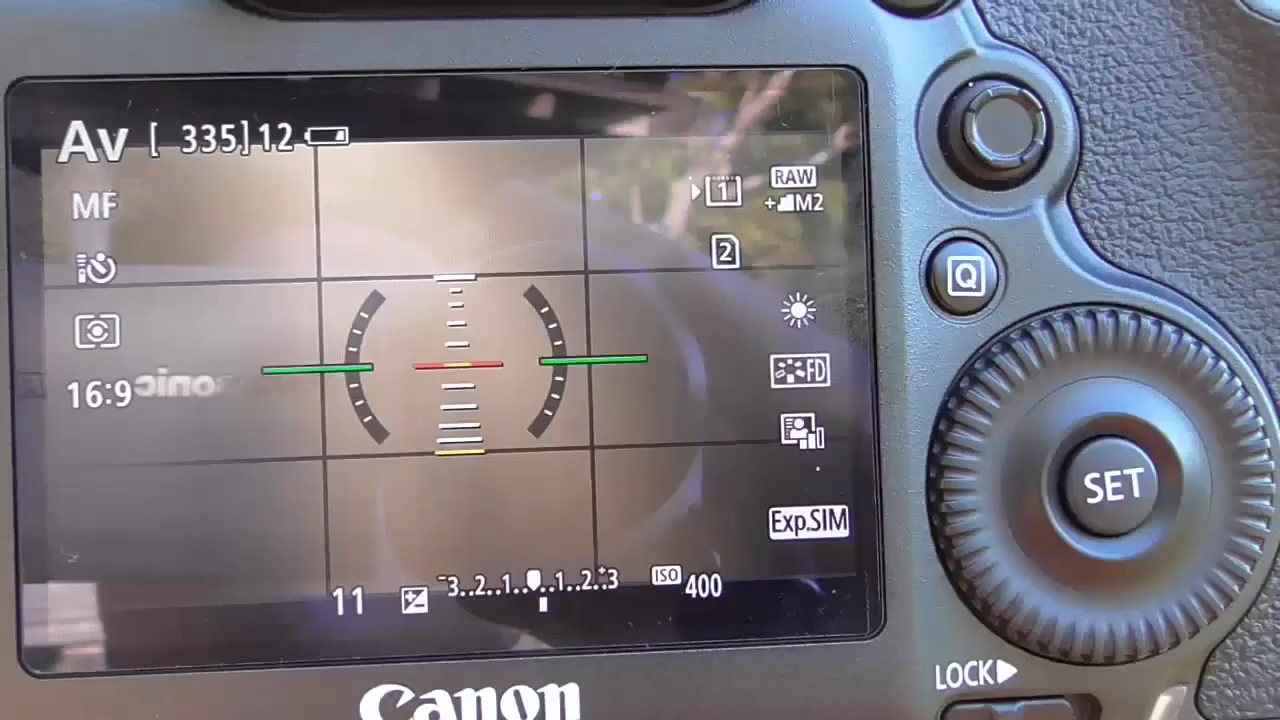 Av [ 335]12
MF
1 RAW
+M2
2
Q
16:9
FD
SET
Exp.SIM
11 -3..2..1..▮..1..2..+3 ISO 400
LOCK▶
Canon